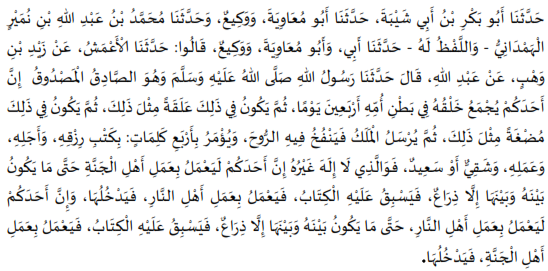 حَدَّثَنَا أَبُو بَكْرِ بْنُ أَبِي شَيْبَةَ، حَدَّثَنَا أَبُو مُعَاوِيَةَ، وَوَكِيعٌ، وَحَدَّثَنَا مُحَمَّدُ بْنُ عَبْدِ اللهِ بْنِ نُمَيْرٍ
الْهَمْدَانِيُّ - وَاللَّفْظُ لَهُ - حَدَّثَنَا أَبِي، وَأَبُو مُعَاوِيَةَ، وَوَكِيعٌ، قَالُوا: حَدَّثَنَا الْأَعْمَشُ، عَنْ زَيْدِ بْنِ
وَهْبٍ، عَنْ عَبْدِ اللهِ، قَالَ حَدَّثَنَا رَسُولُ اللهِ صَلَّى اللهُ عَلَيْهِ وَسَلَّمَ وَهُوَ الصَّادِقُ الْمَصْدُوقُ إِنَّ
أَحَدَكُمْ يُجْمَعُ خَلْقُهُ فِي بَطْنِ أُمِّهِ أَرْبَعِينَ يَوْمًا، ثُمَّ يَكُونُ فِي ذَلِكَ عَلَقَةً مِثْلَ ذَلِكَ، ثُمَّ يَكُونُ فِي ذَلِكَ
مُضْغَةً مِثْلَ ذَلِكَ، ثُمَّ يُرْسَلُ الْمَلَكُ فَيَنْفُخُ فِيهِ الرُّوحَ، وَيُؤْمَرُ بِأَرْبَعِ كَلِمَاتٍ: بِكَتْبِ رِزْقِهِ، وَأَجَلِهِ،
وَعَمَلِهِ، وَشَقِيٌّ أَوْ سَعِيدٌ، فَوَالَّذِي لَا إِلَهَ غَيْرُهُ إِنَّ أَحَدَكُمْ لَيَعْمَلُ بِعَمَلِ أَهْلِ الْجَنَّةِ حَتَّى مَا يَكُونُ
بَيْنَهُ وَبَيْنَهَا إِلَّا ذِرَاعٌ، فَيَسْبِقُ عَلَيْهِ الْكِتَابُ، فَيَعْمَلُ بِعَمَلِ أَهْلِ النَّارِ، فَيَدْخُلُهَا، وَإِنَّ أَحَدَكُمْ
لَيَعْمَلُ بِعَمَلِ أَهْلِ النَّارِ، حَتَّى مَا يَكُونُ بَيْنَهُ وَبَيْنَهَا إِلَّا ذِرَاعٌ، فَيَسْبِقُ عَلَيْهِ الْكِتَابُ، فَيَعْمَلُ بِعَمَلِ
أَهْلِ الْجَنَّةِ، فَيَدْخُلُهَا.